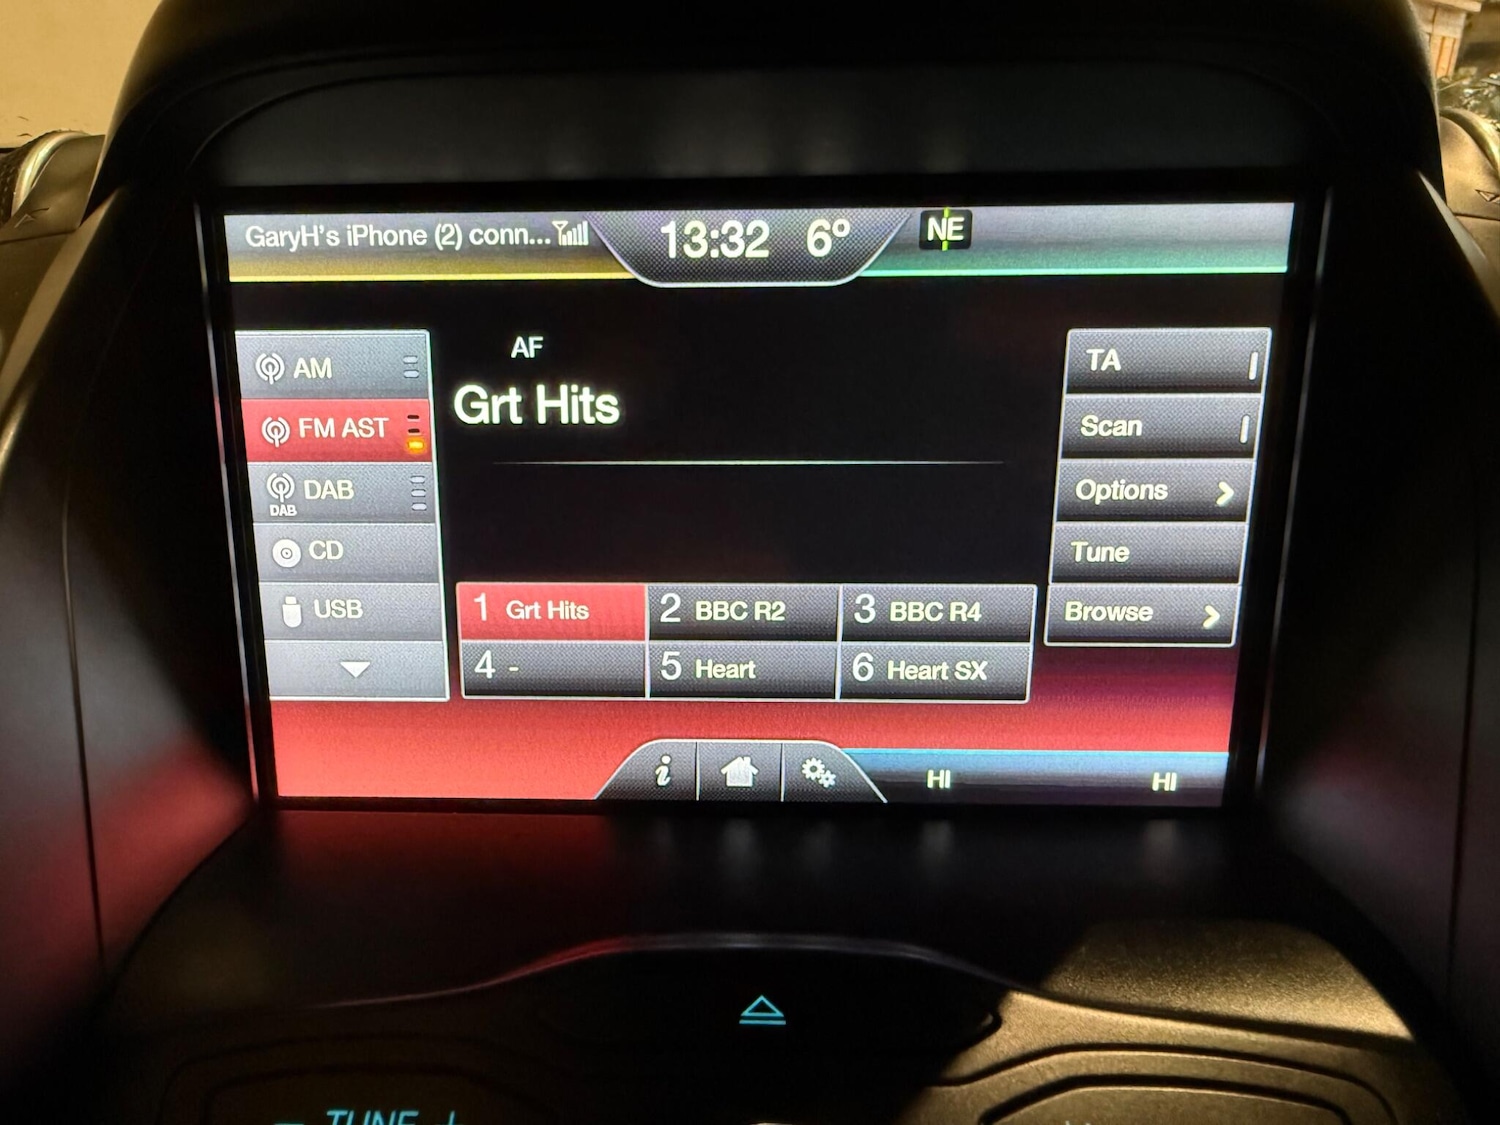 GaryH's iPhone (2) conn...
13:32 6°
NE
AM
FM AST
DAB
DAB
CD
USB
AF
Grt Hits
1 Grt Hits
2 BBC R2
3 BBC R4
4 -
5 Heart
6 Heart SX
TA
Scan
Options
Tune
Browse
i
HI
HI
– TUNE +